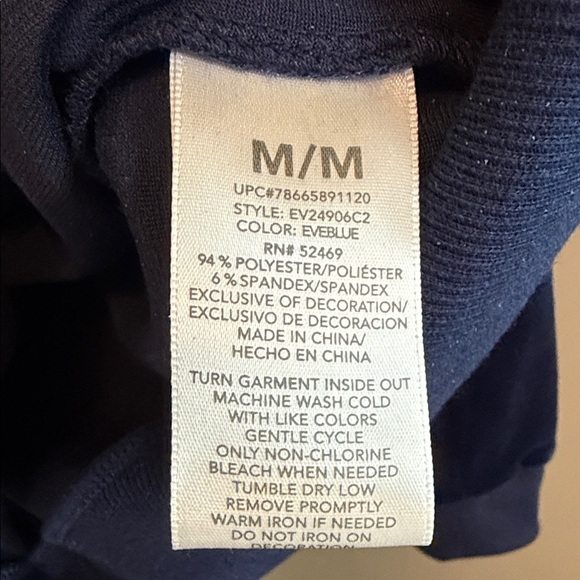 M/M
UPC#78665891120
STYLE: EV24906C2
COLOR: EVEBLUE
RN# 52469
94 % POLYESTER/POLIÉSTER
6 % SPANDEX/SPANDEX
EXCLUSIVE OF DECORATION/
EXCLUSIVO DE DECORACION
MADE IN CHINA/
HECHO EN CHINA
TURN GARMENT INSIDE OUT
MACHINE WASH COLD
WITH LIKE COLORS
GENTLE CYCLE
ONLY NON-CHLORINE
BLEACH WHEN NEEDED
TUMBLE DRY LOW
REMOVE PROMPTLY
WARM IRON IF NEEDED
DO NOT IRON ON
DECORATION